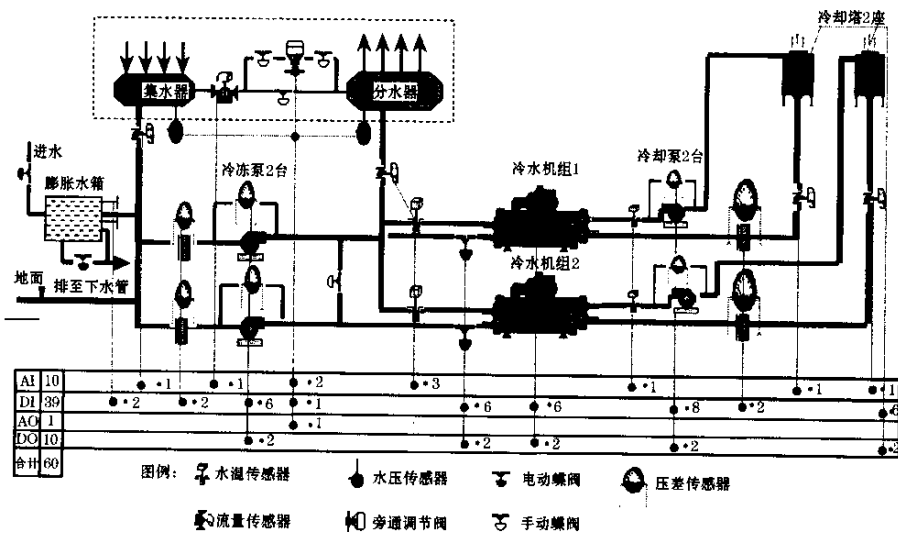 冷却塔2座
集水器
分水器
进水
冷冻泵2台
冷水机组1
冷却泵2台
膨胀水箱
冷水机组2
地面
排至下水管
AI 10 •1 •1 •2 •3 •1 •1 •1
DI 39 •2 •2 •6 •1 •6 •6 •8 •2 •6
AO 1 •1
DO 10 •2 •2 •2 •2 •2
合计 60
图例: 水温传感器 水压传感器 电动蝶阀 压差传感器
流量传感器 旁通调节阀 手动蝶阀